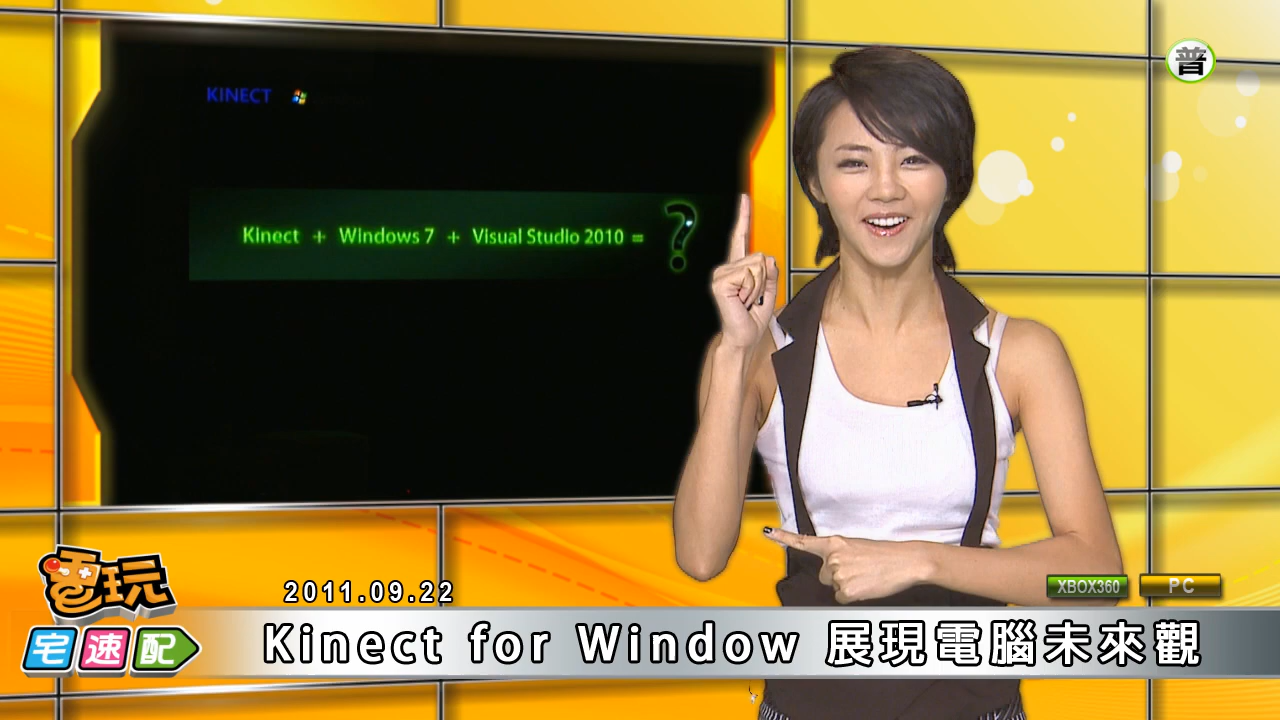 普
KINECT
Kinect + Windows 7 + Visual Studio 2010 = ?
電玩
宅速配
2011.09.22
XBOX360
PC
Kinect for Window 展現電腦未來觀